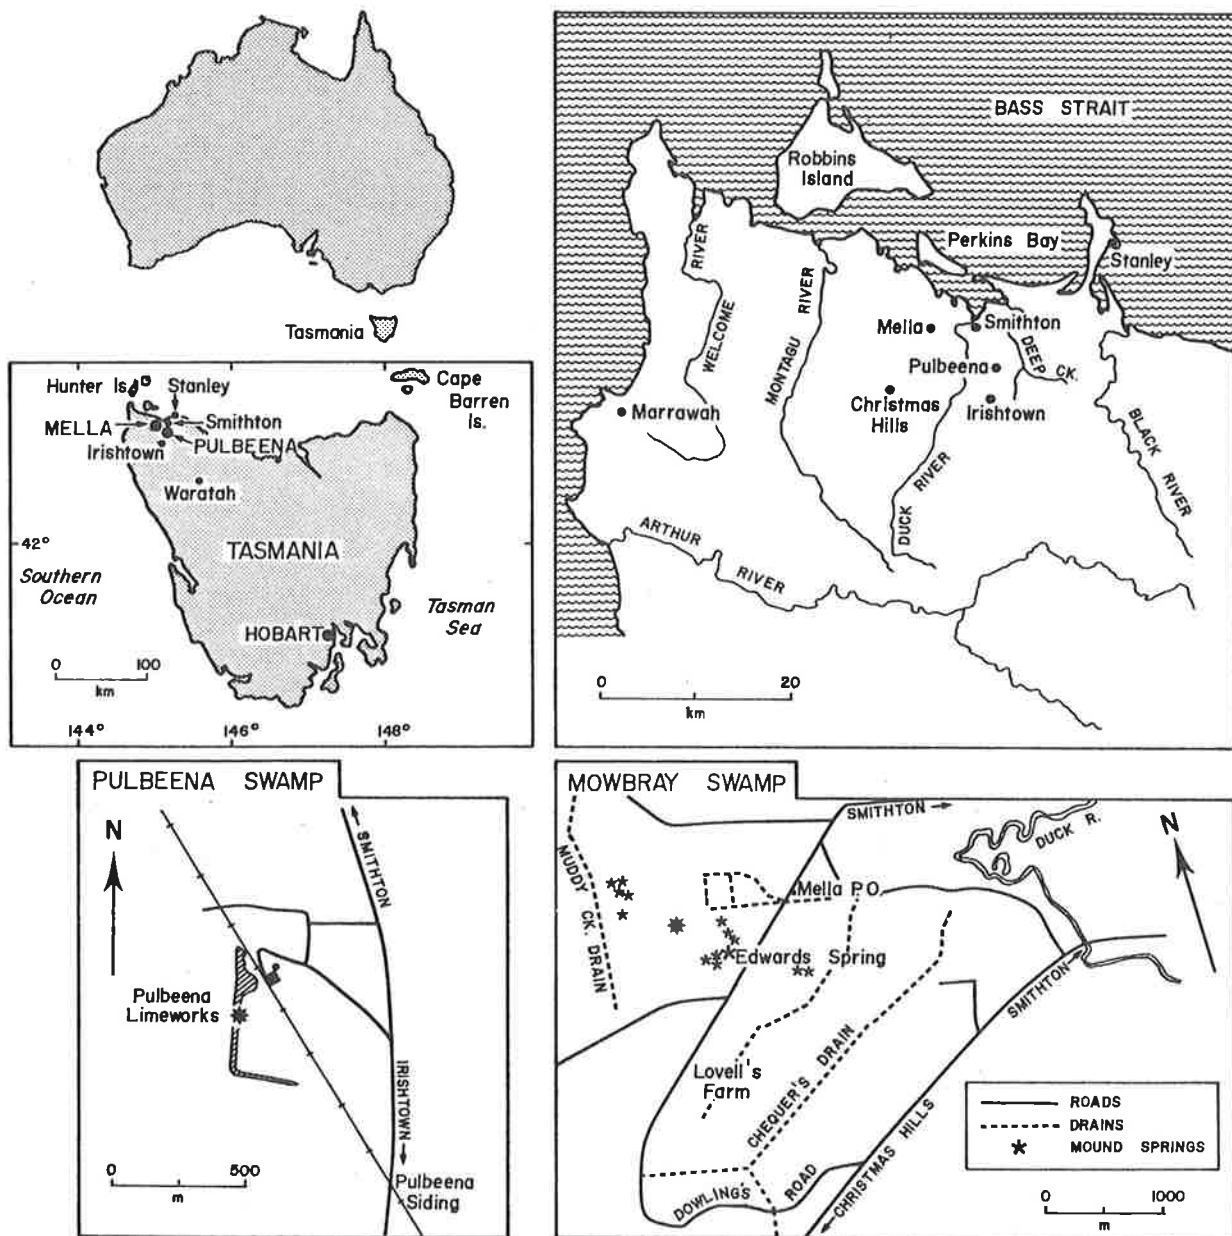 Tasmania
Hunter Is.
Stanley
Cape
Barren
Is.
MELLA
Smithton
PULBEENA
Irishtown
Waratah
42°
TASMANIA
Southern
Ocean
Tasman
Sea
HOBART
0 100
km
144° 146° 148°
BASS STRAIT
Robbins
Island
Perkins Bay
Stanley
RIVER
WELCOME
MONTAGU
RIVER
Mella
Smithton
DEEP CK.
Pulbeena
Christmas
Hills
Irishtown
Marrawah
DUCK
RIVER
BLACK
RIVER
ARTHUR
RIVER
0 20
km
PULBEENA SWAMP
N
SMITHTON
Pulbeena
Limeworks
IRISHTOWN
0 500
m
Pulbeena
Siding
MOWBRAY SWAMP
SMITHTON
DUCK R.
N
MUDDY
CK. DRAIN
Mella P.O.
Edwards Spring
SMITHTON
Lovell's
Farm
CHEQUER'S DRAIN
DOWLINGS
ROAD
CHRISTMAS HILLS
ROADS
DRAINS
MOUND SPRINGS
0 1000
m